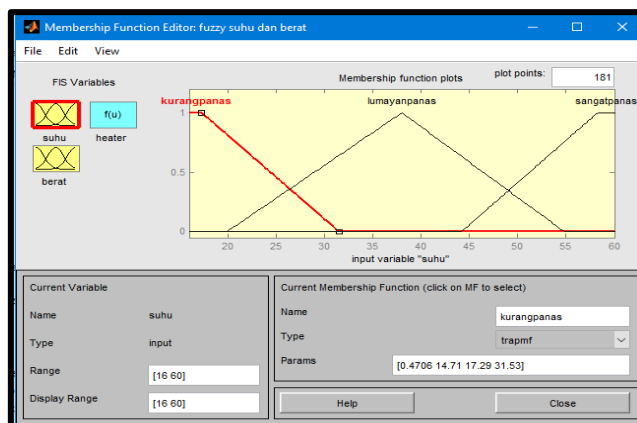 Membership Function Editor: fuzzy suhu dan berat
File Edit View
FIS Variables
f(u)
suhu heater
berat
Membership function plots plot points: 181
kurangpanas lumayanpanas sangatpanas
1
0.5
0
20 25 30 35 40 45 50 55 60
input variable "suhu"
Current Variable
Name suhu
Type input
Range [16 60]
Display Range [16 60]
Current Membership Function (click on MF to select)
Name kurangpanas
Type trapmf
Params [0.4706 14.71 17.29 31.53]
Help Close